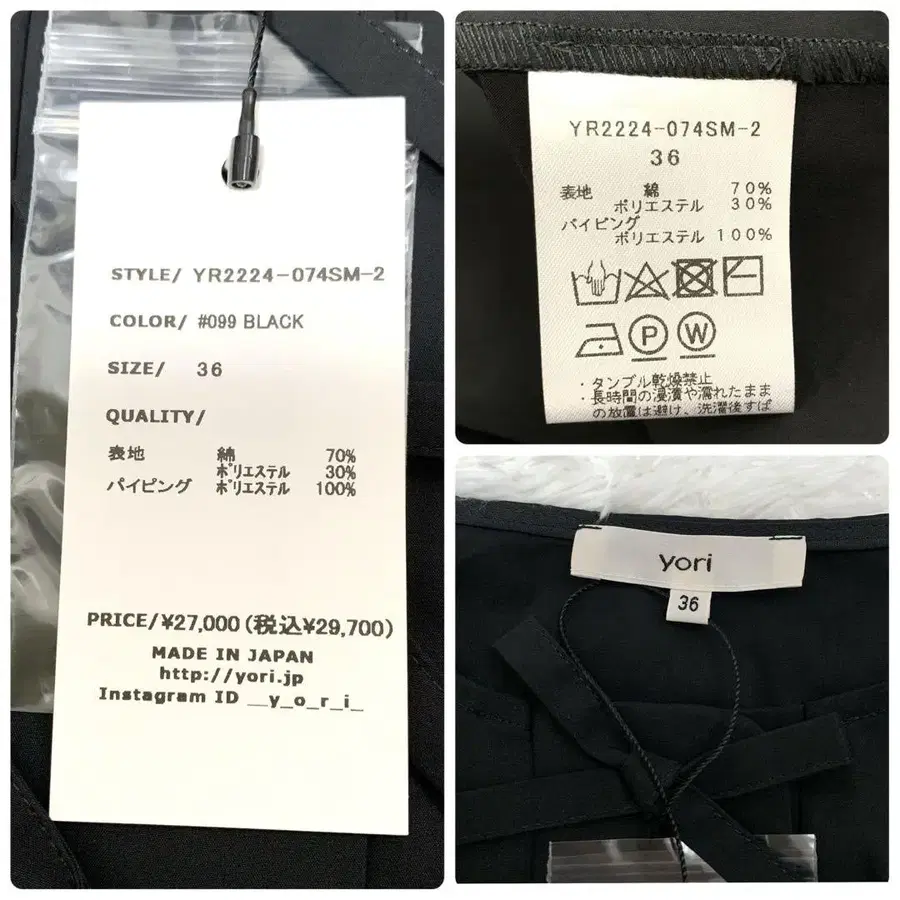 STYLE/ YR2224-074SM-2
COLOR/ #099 BLACK
SIZE/ 36
QUALITY/
表地 綿 70%
ポリエステル 30%
パイピング ポリエステル 100%
PRICE/¥27,000(税込¥29,700)
MADE IN JAPAN
http://yori.jp
Instagram ID __y_o_r_i_
YR2224-074SM-2
36
表地 綿 70%
ポリエステル 30%
パイピング
ポリエステル 100%
P W
・タンブル乾燥禁止
・長時間の浸漬や濡れたまま
の放置は避け、洗濯後すぱ
yori
36